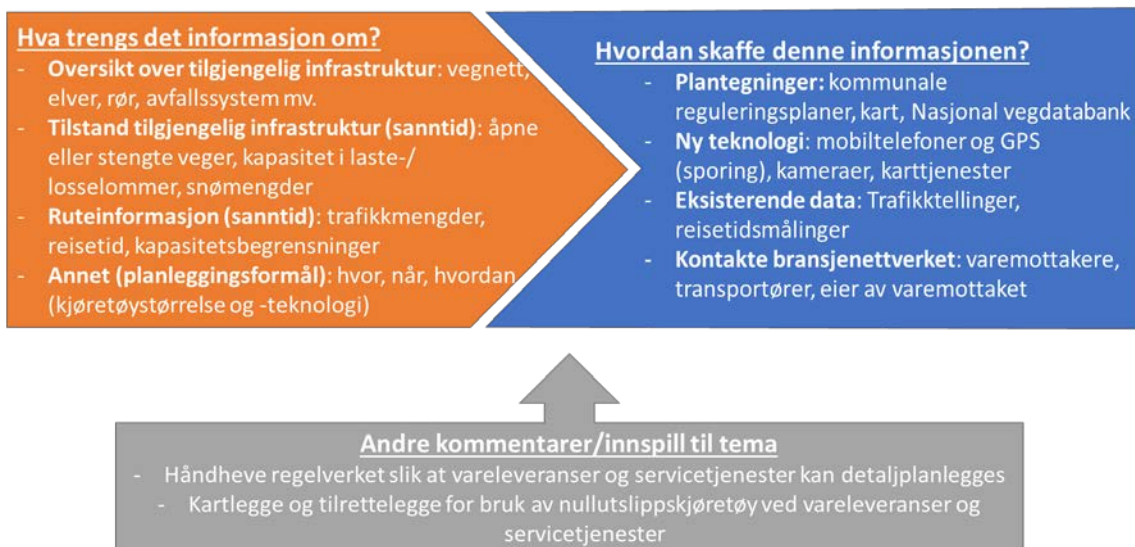 Hva trengs det informasjon om?
- Oversikt over tilgjengelig infrastruktur: vegnett,
elver, rør, avfallssystem mv.
- Tilstand tilgjengelig infrastruktur (sanntid): åpne
eller stengte veger, kapasitet i laste-/
losselommer, snømengder
- Ruteinformasjon (sanntid): trafikkmengder,
reisetid, kapasitetsbegrensninger
- Annet (planleggingsformål): hvor, når, hvordan
(kjøretøystørrelse og -teknologi)
Hvordan skaffe denne informasjonen?
- Plantegninger: kommunale
reguleringsplaner, kart, Nasjonal vegdatabank
- Ny teknologi: mobiltelefoner og GPS
(sporing), kameraer, karttjenester
- Eksisterende data: Trafikktellinger,
reisetidsmålinger
- Kontakte bransjenettverket: varemottakere,
transportører, eier av varemottaket
Andre kommentarer/innspill til tema
- Håndheve regelverket slik at vareleveranser og servicetjenester kan detaljplanlegges
- Kartlegge og tilrettelegge for bruk av nullutslippskjøretøy ved vareleveranser og
servicetjenester